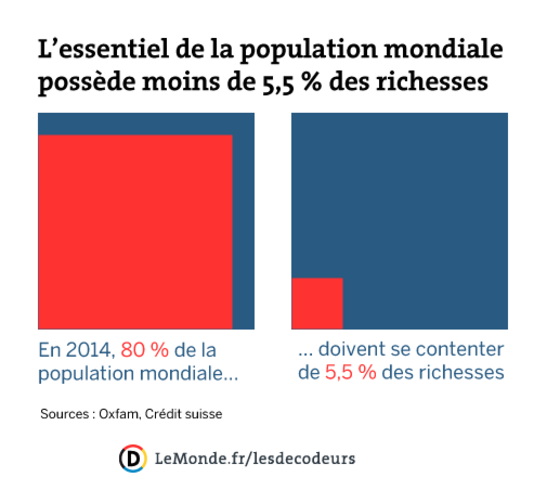 L’essentiel de la population mondiale
possède moins de 5,5 % des richesses
En 2014, 80 % de la
population mondiale...
... doivent se contenter
de 5,5 % des richesses
Sources : Oxfam, Crédit suisse
D LeMonde.fr/lesdecodeurs